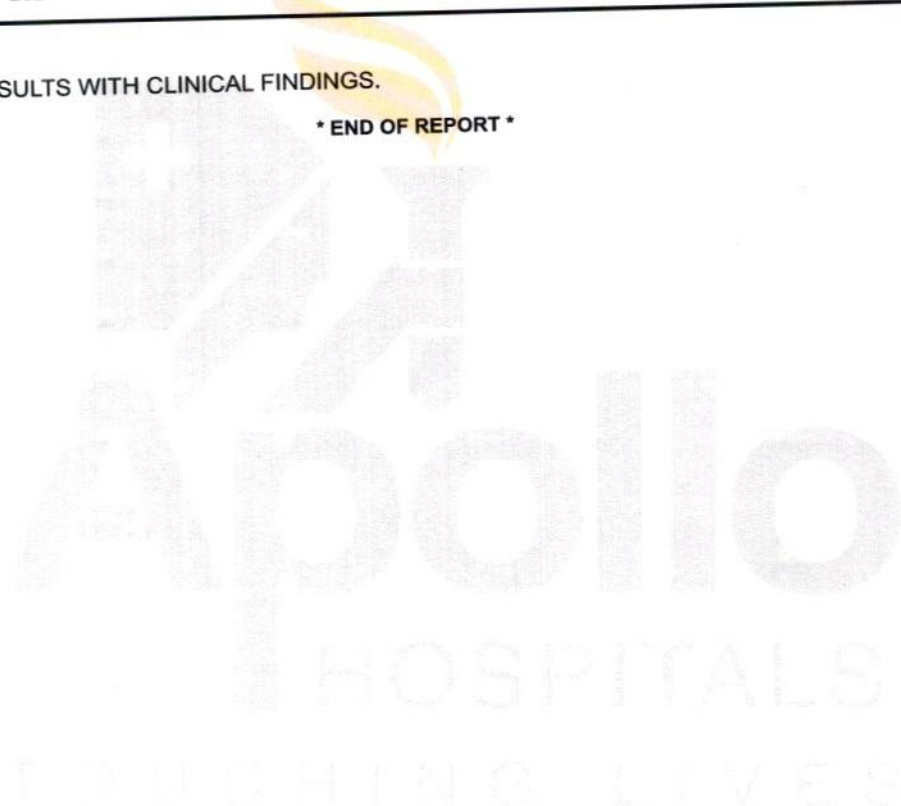 SULTS WITH CLINICAL FINDINGS.
* END OF REPORT *
Apollo
HOSPITALS
TOUCHING LIVES